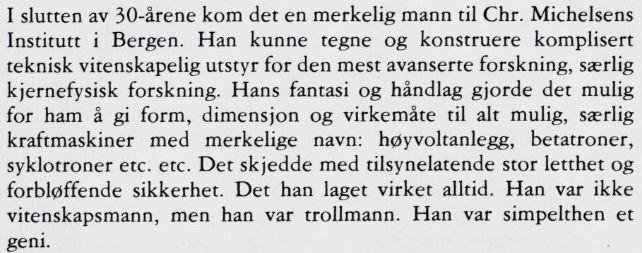 I slutten av 30-årene kom det en merkelig mann til Chr. Michelsens
Institutt i Bergen. Han kunne tegne og konstruere komplisert
teknisk vitenskapelig utstyr for den mest avanserte forskning, særlig
kjernefysisk forskning. Hans fantasi og håndlag gjorde det mulig
for ham å gi form, dimensjon og virkemåte til alt mulig, særlig
kraftmaskiner med merkelige navn: høyvoltanlegg, betatroner,
syklotroner etc. etc. Det skjedde med tilsynelatende stor letthet og
forbløffende sikkerhet. Det han laget virket alltid. Han var ikke
vitenskapsmann, men han var trollmann. Han var simpelthen et
geni.